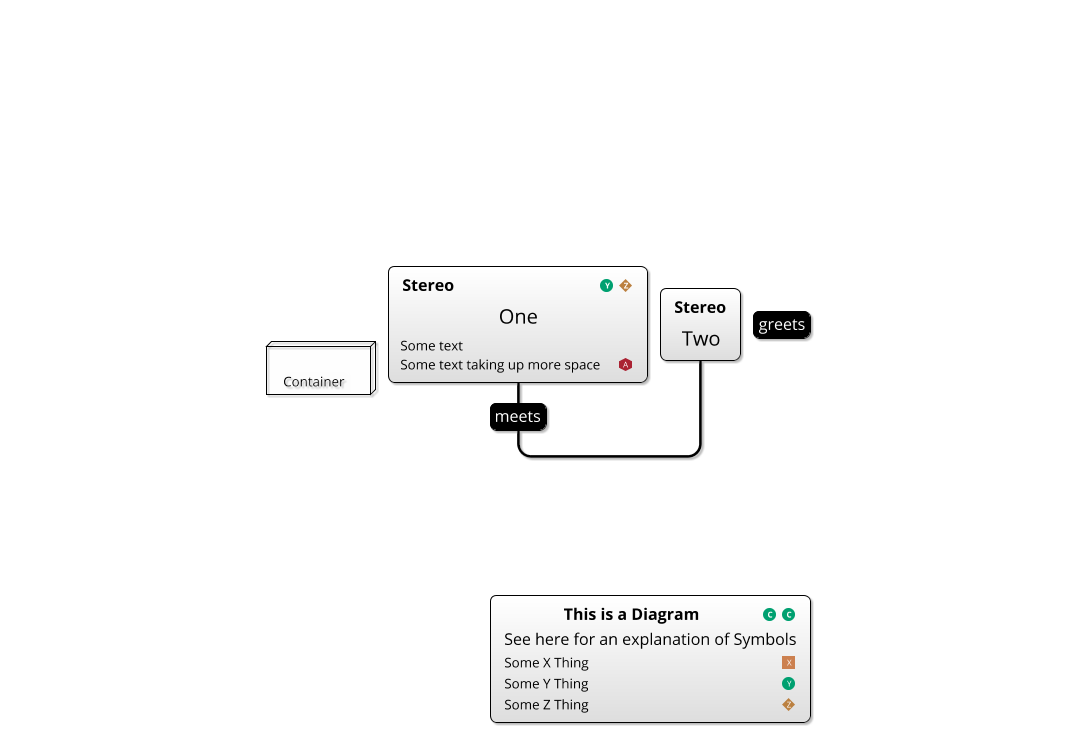 Stereo Y Z
One
Some text
Some text taking up more space A
Stereo
Two
greets
Container
meets
This is a Diagram C C
See here for an explanation of Symbols
Some X Thing X
Some Y Thing Y
Some Z Thing Z